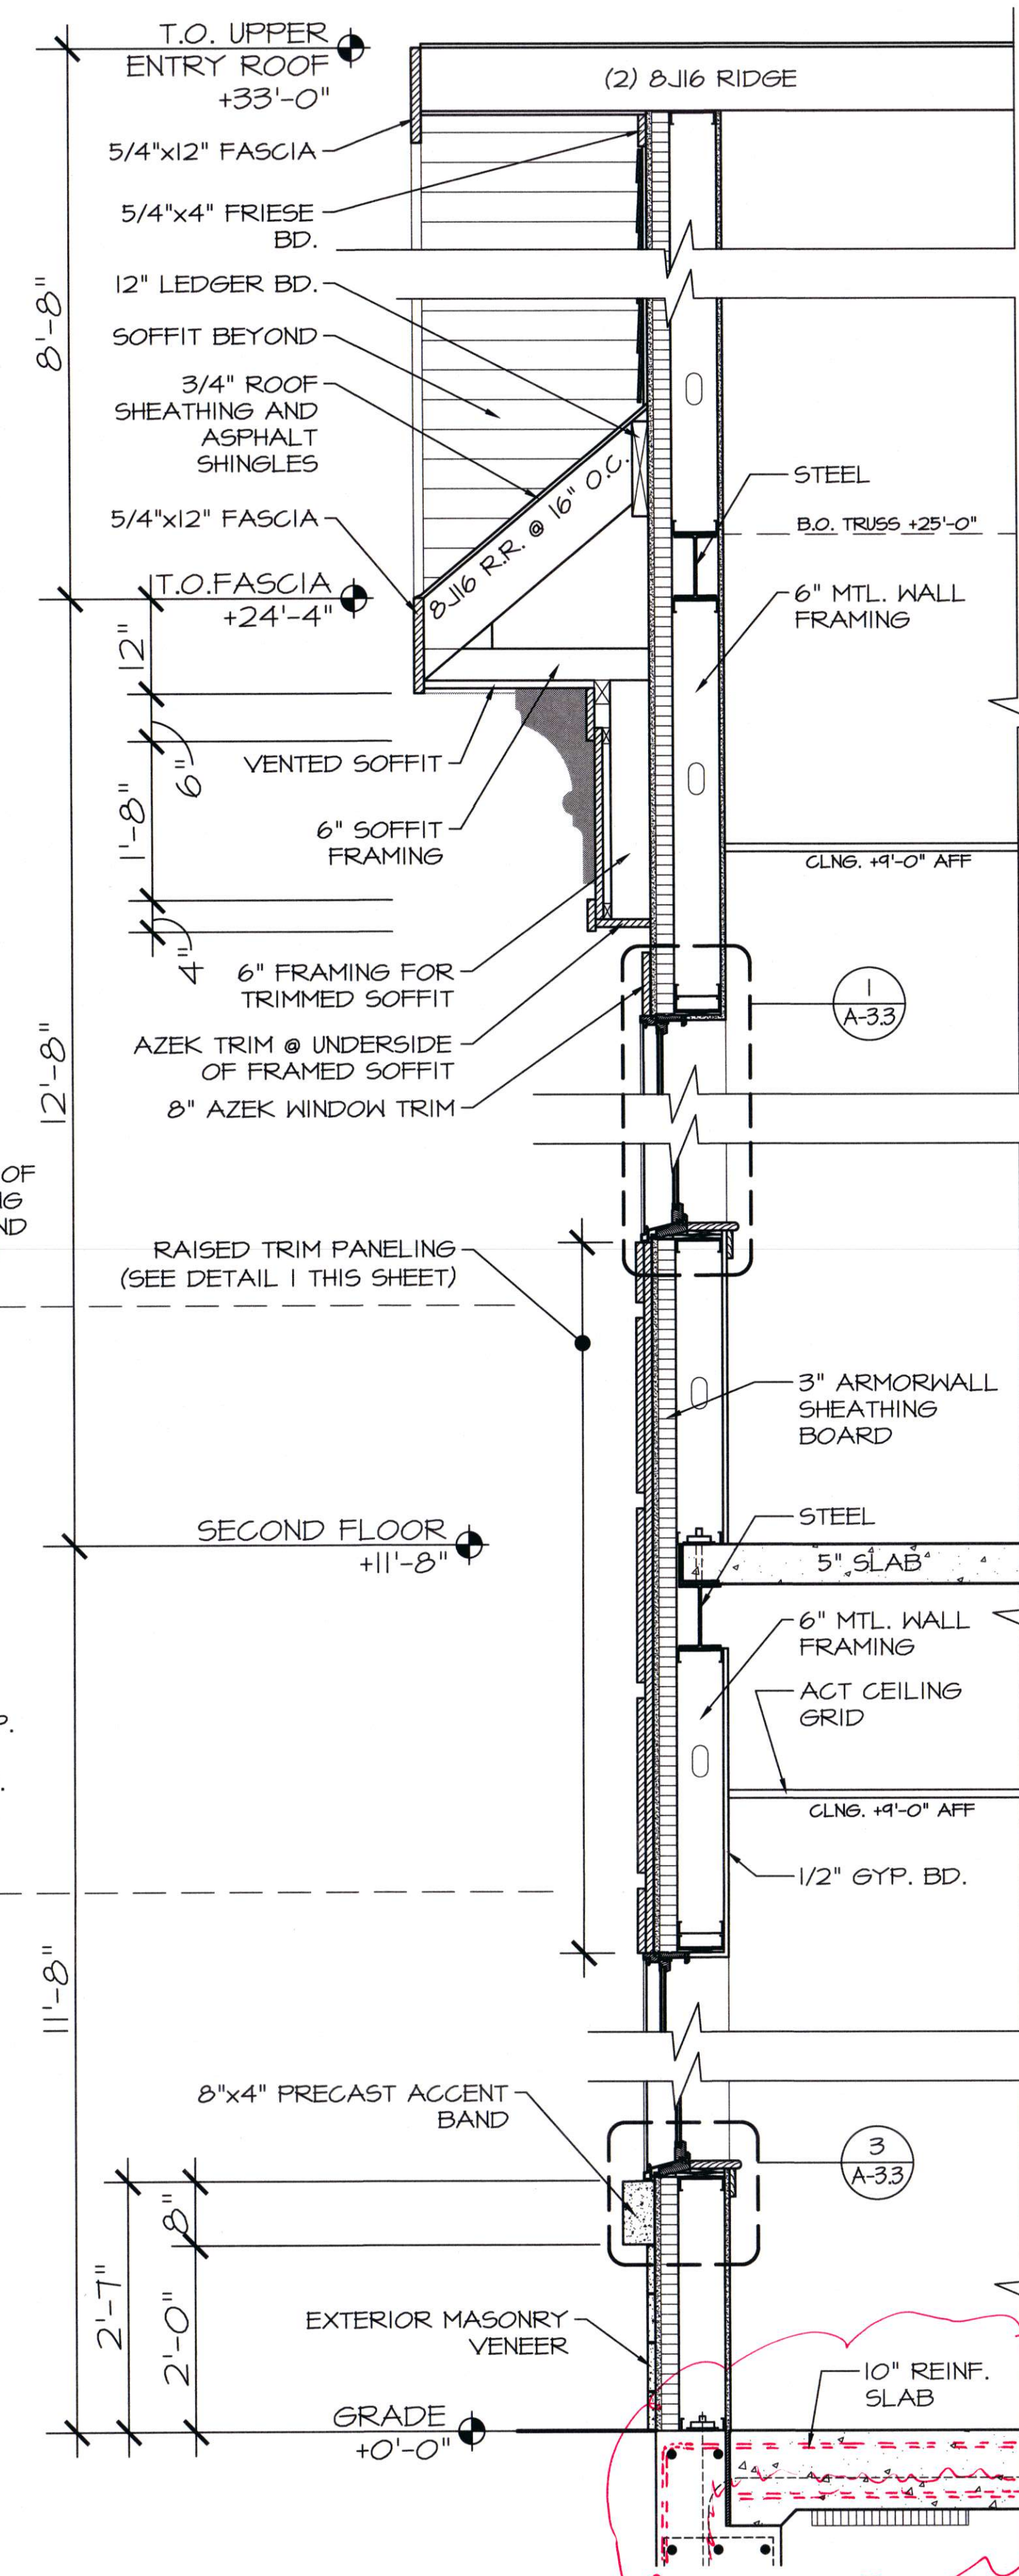 T.O. UPPER
ENTRY ROOF
+33'-0"
(2) 8J16 RIDGE
5/4"x12" FASCIA
5/4"x4" FRIESE
BD.
12" LEDGER BD.
8'-8"
SOFFIT BEYOND
3/4" ROOF
SHEATHING AND
ASPHALT
SHINGLES
8J16 R.R. @ 16" O.C.
STEEL
5/4"x12" FASCIA
B.O. TRUSS +25'-0"
T.O.FASCIA
+24'-4"
6" MTL. WALL
FRAMING
12"
6"
VENTED SOFFIT
1'-8"
6" SOFFIT
FRAMING
CLNG. +9'-0" AFF
4"
6" FRAMING FOR
TRIMMED SOFFIT
1
A-3.3
12'-8"
AZEK TRIM @ UNDERSIDE
OF FRAMED SOFFIT
8" AZEK WINDOW TRIM
OF
RAISED TRIM PANELING
(SEE DETAIL 1 THIS SHEET)
3" ARMORWALL
SHEATHING
BOARD
STEEL
SECOND FLOOR
+11'-8"
5" SLAB
6" MTL. WALL
FRAMING
ACT CEILING
GRID
CLNG. +9'-0" AFF
1/2" GYP. BD.
11'-8"
8"x4" PRECAST ACCENT
BAND
3
A-3.3
8"
2'-7"
2'-0"
EXTERIOR MASONRY
VENEER
10" REINF.
SLAB
GRADE
+0'-0"